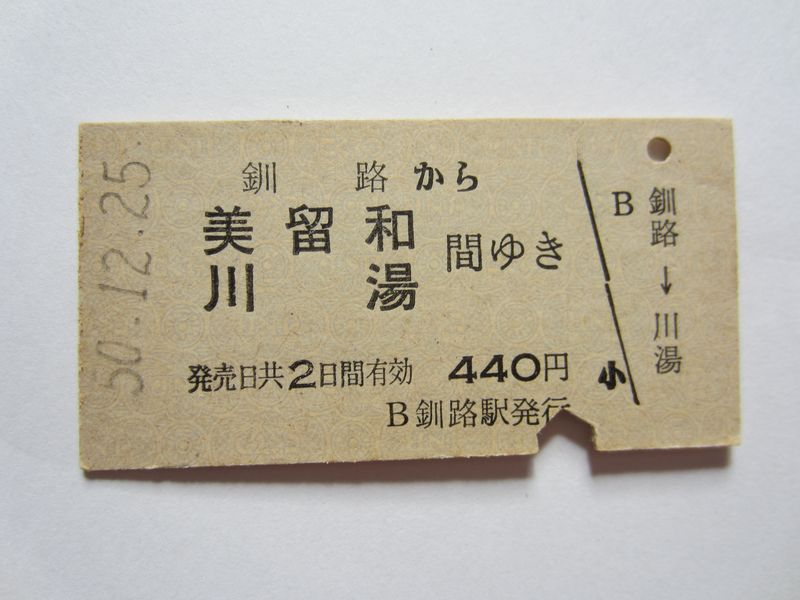 50.12.25
釧路から
美留和
川湯
間ゆき
発売日共2日間有効 440円
B釧路駅発行
小
B
釧路→川湯